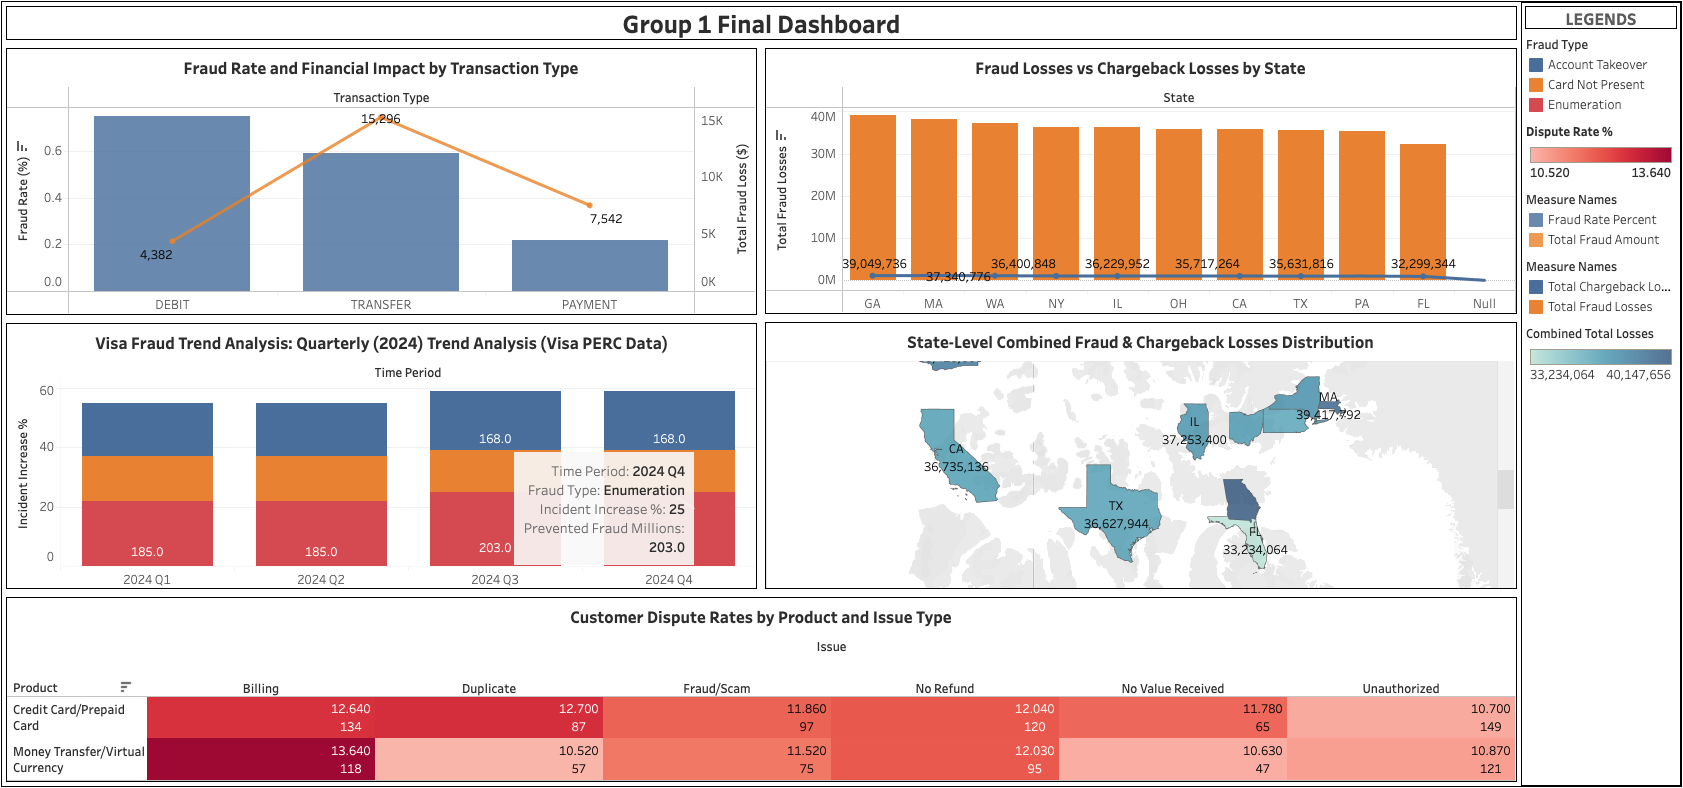 Group 1 Final Dashboard
Fraud Rate and Financial Impact by Transaction Type
Transaction Type
Fraud Rate (%)
0.6
0.4
0.2
0.0
15,296
4,382
7,542
15K
10K
5K
0K
Total Fraud Loss ($)
DEBIT
TRANSFER
PAYMENT
Fraud Losses vs Chargeback Losses by State
State
Total Fraud Losses
40M
30M
20M
10M
0M
39,049,736
37,340,776
36,400,848
36,229,952
35,717,264
35,631,816
32,299,344
GA
MA
WA
NY
IL
OH
CA
TX
PA
FL
Null
Visa Fraud Trend Analysis: Quarterly (2024) Trend Analysis (Visa PERC Data)
Time Period
Incident Increase %
60
40
20
0
168.0
168.0
185.0
185.0
203.0
Time Period: 2024 Q4
Fraud Type: Enumeration
Incident Increase %: 25
Prevented Fraud Millions:
203.0
2024 Q1
2024 Q2
2024 Q3
2024 Q4
State-Level Combined Fraud & Chargeback Losses Distribution
MA
39,417,792
IL
37,253,400
CA
36,735,136
TX
36,627,944
FL
33,234,064
Customer Dispute Rates by Product and Issue Type
Issue
Product
Billing
Duplicate
Fraud/Scam
No Refund
No Value Received
Unauthorized
Credit Card/Prepaid
Card
12.640
134
12.700
87
11.860
97
12.040
120
11.780
65
10.700
149
Money Transfer/Virtual
Currency
13.640
118
10.520
57
11.520
75
12.030
95
10.630
47
10.870
121
LEGENDS
Fraud Type
Account Takeover
Card Not Present
Enumeration
Dispute Rate %
10.520
13.640
Measure Names
Fraud Rate Percent
Total Fraud Amount
Measure Names
Total Chargeback Lo...
Total Fraud Losses
Combined Total Losses
33,234,064
40,147,656